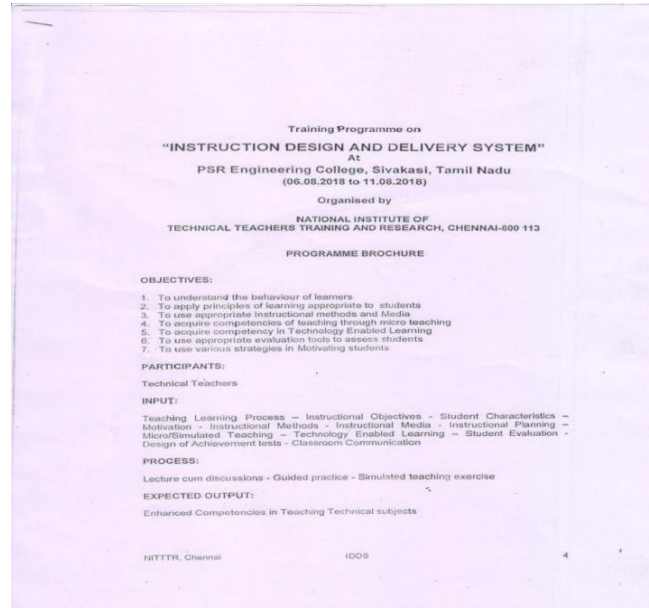 Training Programme on
"INSTRUCTION DESIGN AND DELIVERY SYSTEM"
At
PSR Engineering College, Sivakasi, Tamil Nadu
(06.08.2018 to 11.08.2018)
Organised by
NATIONAL INSTITUTE OF
TECHNICAL TEACHERS TRAINING AND RESEARCH, CHENNAI-600 113
PROGRAMME BROCHURE
OBJECTIVES:
1. To understand the behaviour of learners
2. To apply principles of learning appropriate to students
3. To use appropriate Instructional methods and Media
4. To acquire competencies of teaching through micro teaching
5. To acquire competency in Technology Enabled Learning
6. To use appropriate evaluation tools to assess students
7. To use various strategies in Motivating students
PARTICIPANTS:
Technical Teachers
INPUT:
Teaching Learning Process – Instructional Objectives - Student Characteristics –
Motivation - Instructional Methods - Instructional Media - Instructional Planning –
Micro/Simulated Teaching – Technology Enabled Learning – Student Evaluation -
Design of Achievement tests - Classroom Communication
PROCESS:
Lecture cum discussions - Guided practice - Simulated teaching exercise
EXPECTED OUTPUT:
Enhanced Competencies in Teaching Technical subjects
NITTTR, Chennai IDDS 4